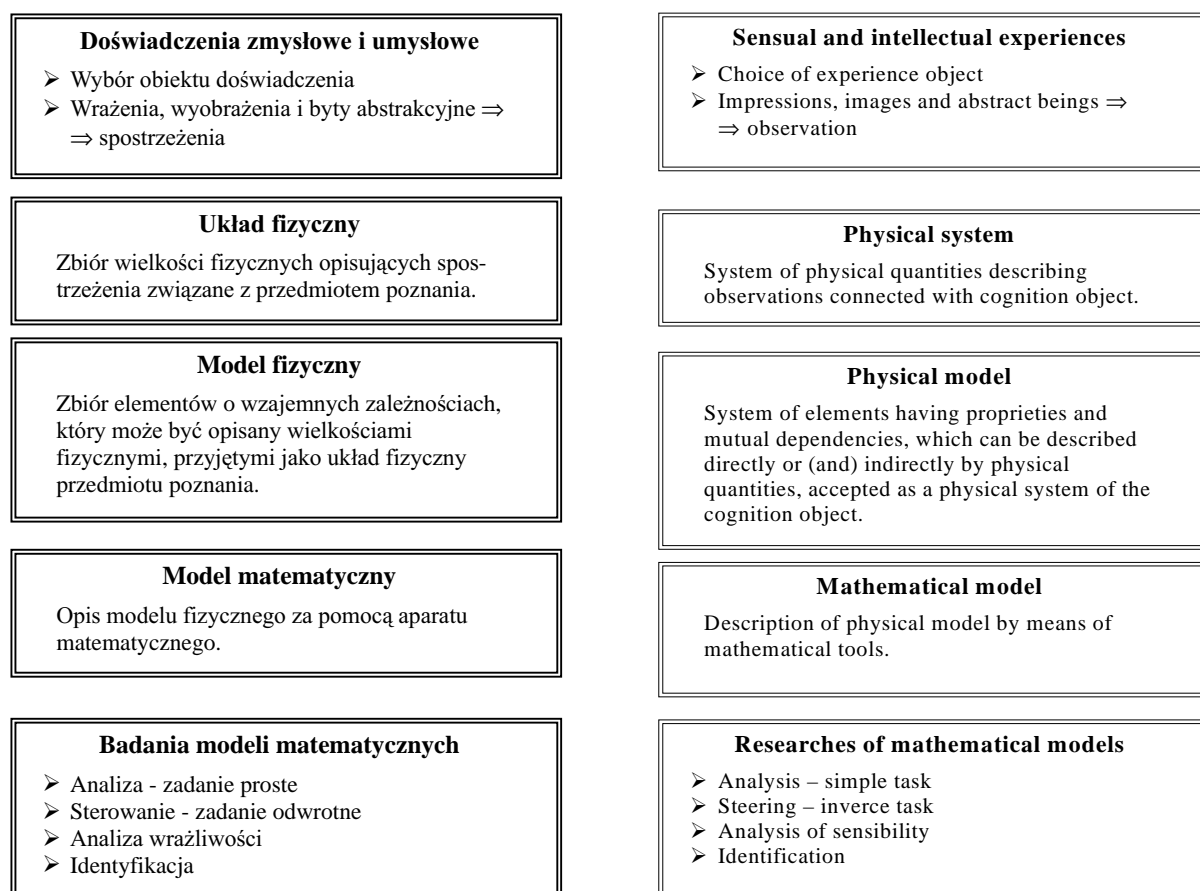 Doświadczenia zmysłowe i umysłowe
➢ Wybór obiektu doświadczenia
➢ Wrażenia, wyobrażenia i byty abstrakcyjne ⇒
⇒ spostrzeżenia
Układ fizyczny
Zbiór wielkości fizycznych opisujących spos-
trzeżenia związane z przedmiotem poznania.
Model fizyczny
Zbiór elementów o wzajemnych zależnościach,
który może być opisany wielkościami
fizycznymi, przyjętymi jako układ fizyczny
przedmiotu poznania.
Model matematyczny
Opis modelu fizycznego za pomocą aparatu
matematycznego.
Badania modeli matematycznych
➢ Analiza - zadanie proste
➢ Sterowanie - zadanie odwrotne
➢ Analiza wrażliwości
➢ Identyfikacja
Sensual and intellectual experiences
➢ Choice of experience object
➢ Impressions, images and abstract beings ⇒
⇒ observation
Physical system
System of physical quantities describing
observations connected with cognition object.
Physical model
System of elements having proprieties and
mutual dependencies, which can be described
directly or (and) indirectly by physical
quantities, accepted as a physical system of the
cognition object.
Mathematical model
Description of physical model by means of
mathematical tools.
Researches of mathematical models
➢ Analysis – simple task
➢ Steering – inverce task
➢ Analysis of sensibility
➢ Identification